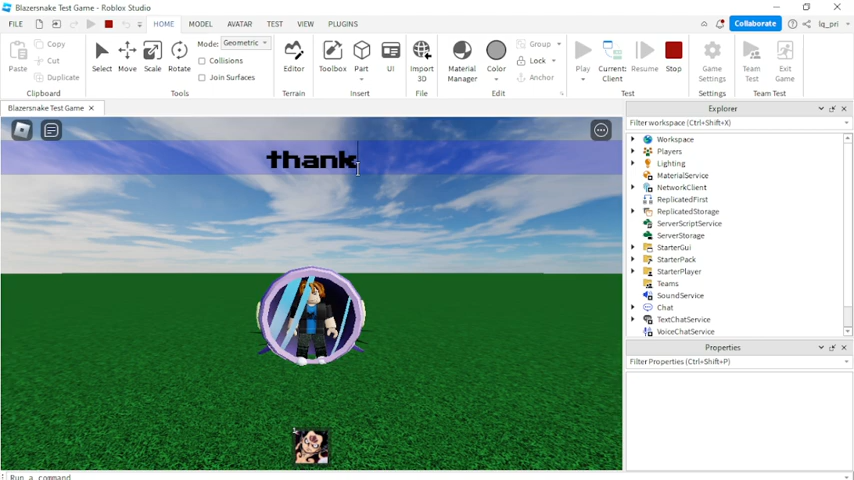 Blazersnake Test Game - Roblox Studio
FILE
HOME
MODEL
AVATAR
TEST
VIEW
PLUGINS
Collaborate
lq_pri
Paste
Copy
Cut
Duplicate
Clipboard
Select
Move
Scale
Rotate
Mode: Geometric
Collisions
Join Surfaces
Tools
Editor
Terrain
Toolbox
Part
UI
Insert
Import
3D
File
Material
Manager
Color
Group
Lock
Anchor
Edit
Play
Current:
Client
Resume
Stop
Test
Game
Settings
Settings
Team
Test
Exit
Game
Team Test
Blazersnake Test Game
thank
Explorer
Filter workspace (Ctrl+Shift+X)
Workspace
Players
Lighting
MaterialService
NetworkClient
ReplicatedFirst
ReplicatedStorage
ServerScriptService
ServerStorage
StarterGui
StarterPack
StarterPlayer
Teams
SoundService
Chat
TextChatService
VoiceChatService
Properties
Filter Properties (Ctrl+Shift+P)
Run a command